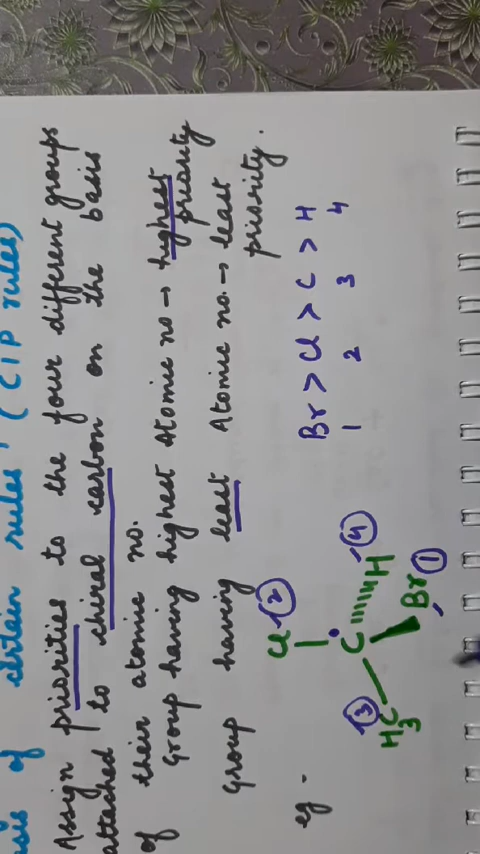 obtain rules' (CIP rules)
Assign priorities to the four different groups
attached to chiral carbon on the basis
of their atomic no.
Group having highest atomic no → highest priority
Group having least Atomic no. → least priority.
eg -
Cl (2)
C H (4)
H3C (3) Br (1)
Br > Cl > C > H
1 2 3 4